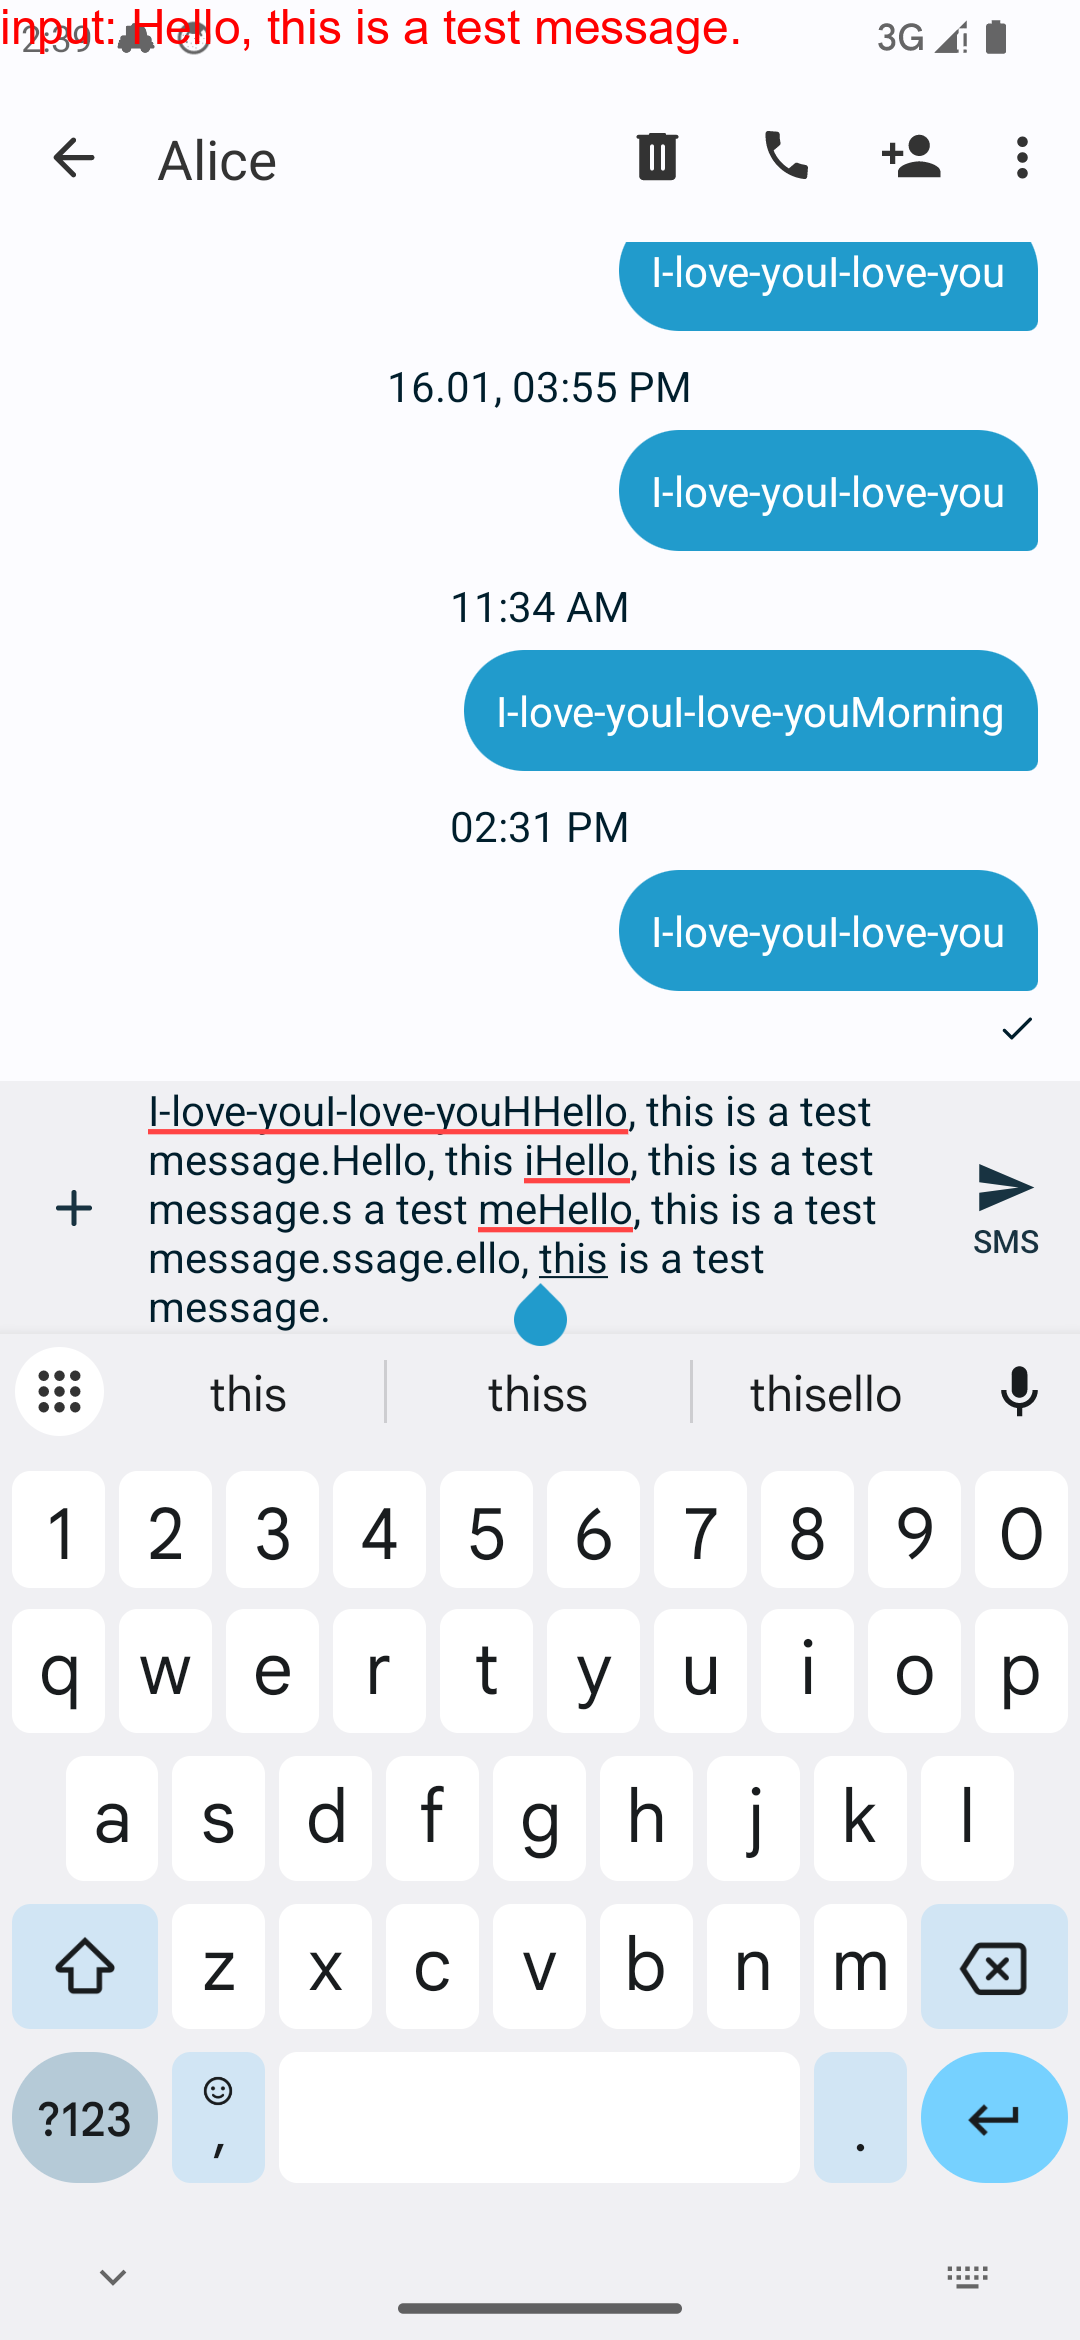 input: Hello, this is a test message.
2:39
3G
Alice
I-love-youI-love-you
16.01, 03:55 PM
I-love-youI-love-you
11:34 AM
I-love-youI-love-youMorning
02:31 PM
I-love-youI-love-you
I-love-youI-love-youHHello, this is a test
message.Hello, this iHello, this is a test
message.s a test meHello, this is a test
message.ssage.ello, this is a test
message.
SMS
this thiss thisello
1 2 3 4 5 6 7 8 9 0
q w e r t y u i o p
a s d f g h j k l
z x c v b n m
?123 , .